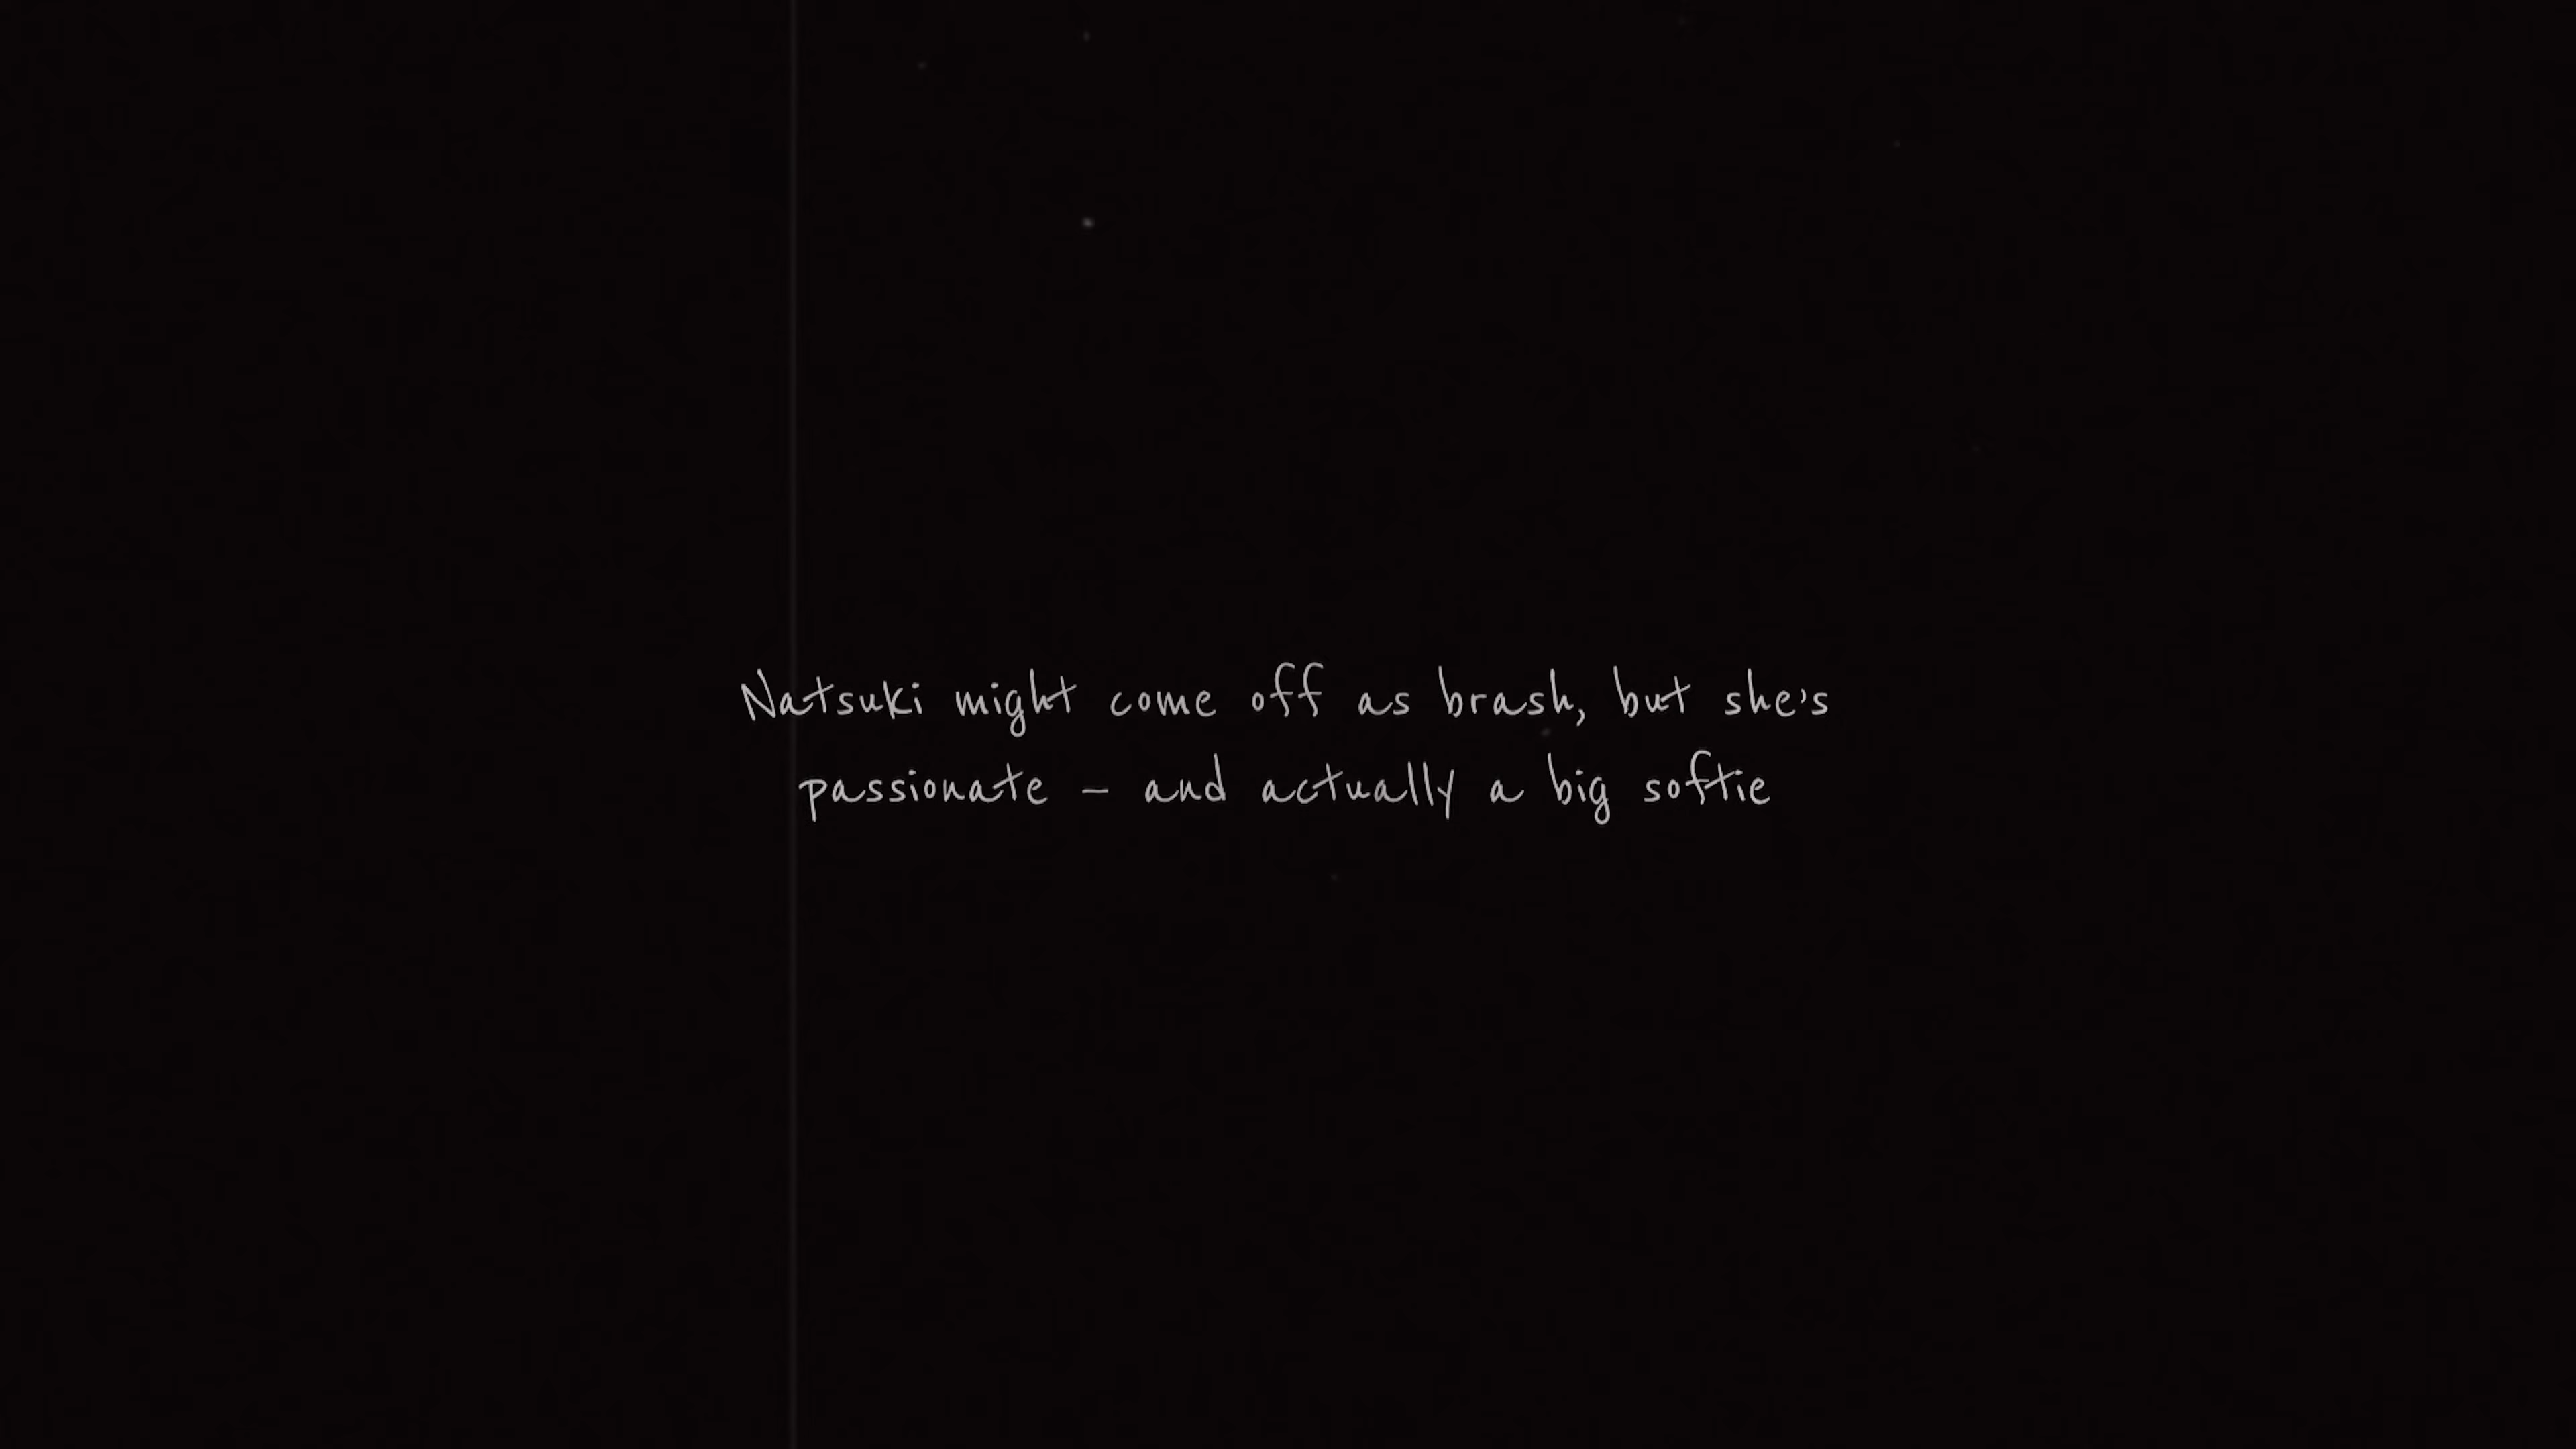 Natsuki might come off as brash, but she's
passionate – and actually a big softie